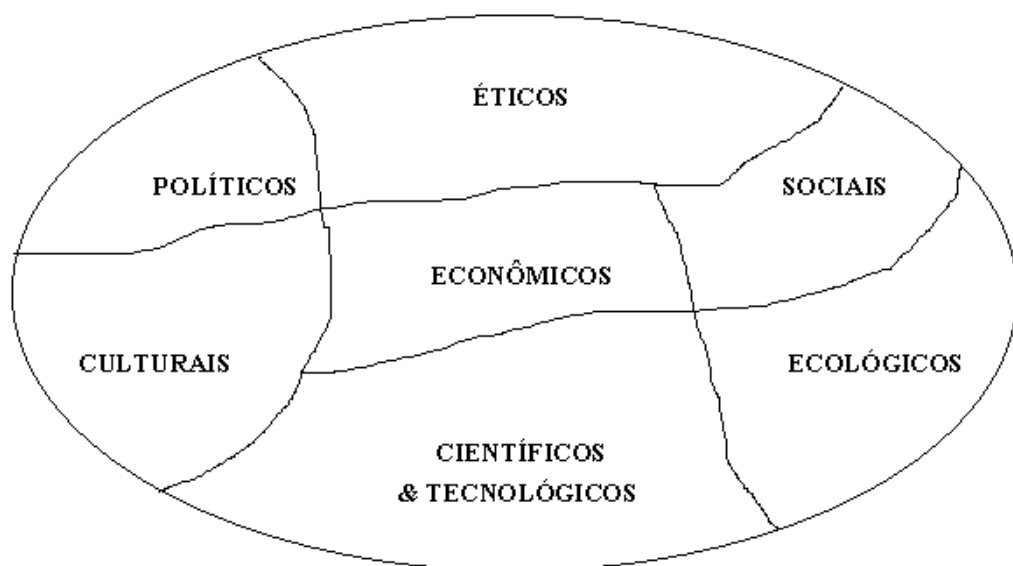 ÉTICOS
POLÍTICOS
SOCIAIS
ECONÔMICOS
CULTURAIS
ECOLÓGICOS
CIENTÍFICOS
& TECNOLÓGICOS